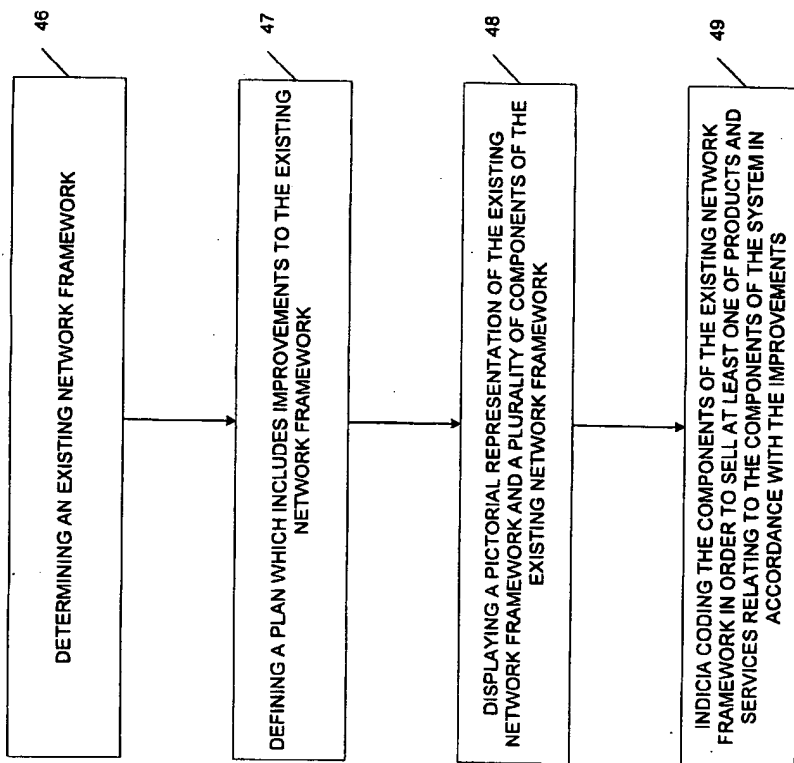 46
DETERMINING AN EXISTING NETWORK FRAMEWORK
47
DEFINING A PLAN WHICH INCLUDES IMPROVEMENTS TO THE EXISTING
NETWORK FRAMEWORK
48
DISPLAYING A PICTORIAL REPRESENTATION OF THE EXISTING
NETWORK FRAMEWORK AND A PLURALITY OF COMPONENTS OF THE
EXISTING NETWORK FRAMEWORK
49
INDICIA CODING THE COMPONENTS OF THE EXISTING NETWORK
FRAMEWORK IN ORDER TO SELL AT LEAST ONE OF PRODUCTS AND
SERVICES RELATING TO THE COMPONENTS OF THE SYSTEM IN
ACCORDANCE WITH THE IMPROVEMENTS